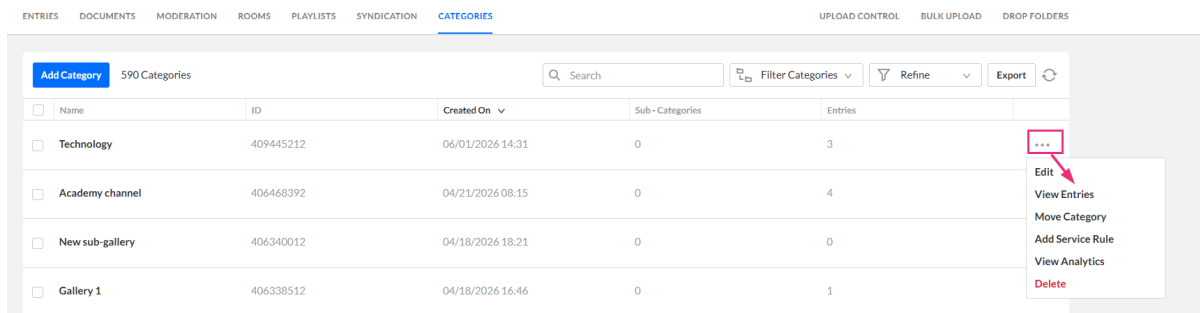 ENTRIES DOCUMENTS MODERATION ROOMS PLAYLISTS SYNDICATION CATEGORIES UPLOAD CONTROL BULK UPLOAD DROP FOLDERS
Add Category 590 Categories Search Filter Categories Refine Export
Name ID Created On Sub - Categories Entries
Technology 409445212 06/01/2026 14:31 0 3
Academy channel 406468392 04/21/2026 08:15 0 4
New sub-gallery 406340012 04/18/2026 18:21 0 0
Gallery 1 406338512 04/18/2026 16:46 0 1
Edit
View Entries
Move Category
Add Service Rule
View Analytics
Delete